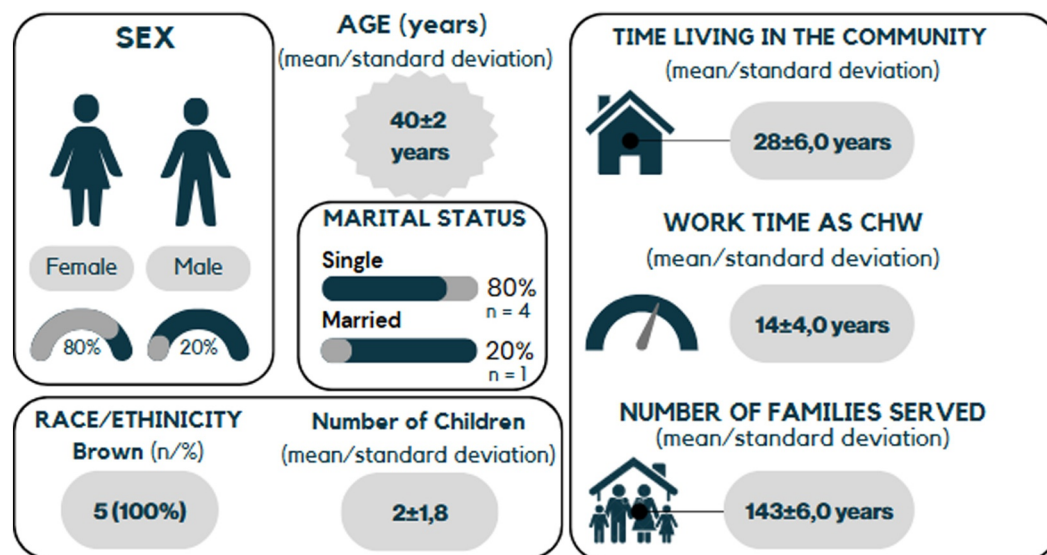 SEX
Female
Male
80%
20%
AGE (years)
(mean/standard deviation)
40±2
years
MARITAL STATUS
Single
80%
n = 4
Married
20%
n = 1
RACE/ETHNICITY
Brown (n/%)
5 (100%)
Number of Children
(mean/standard deviation)
2±1,8
TIME LIVING IN THE COMMUNITY
(mean/standard deviation)
28±6,0 years
WORK TIME AS CHW
(mean/standard deviation)
14±4,0 years
NUMBER OF FAMILIES SERVED
(mean/standard deviation)
143±6,0 years